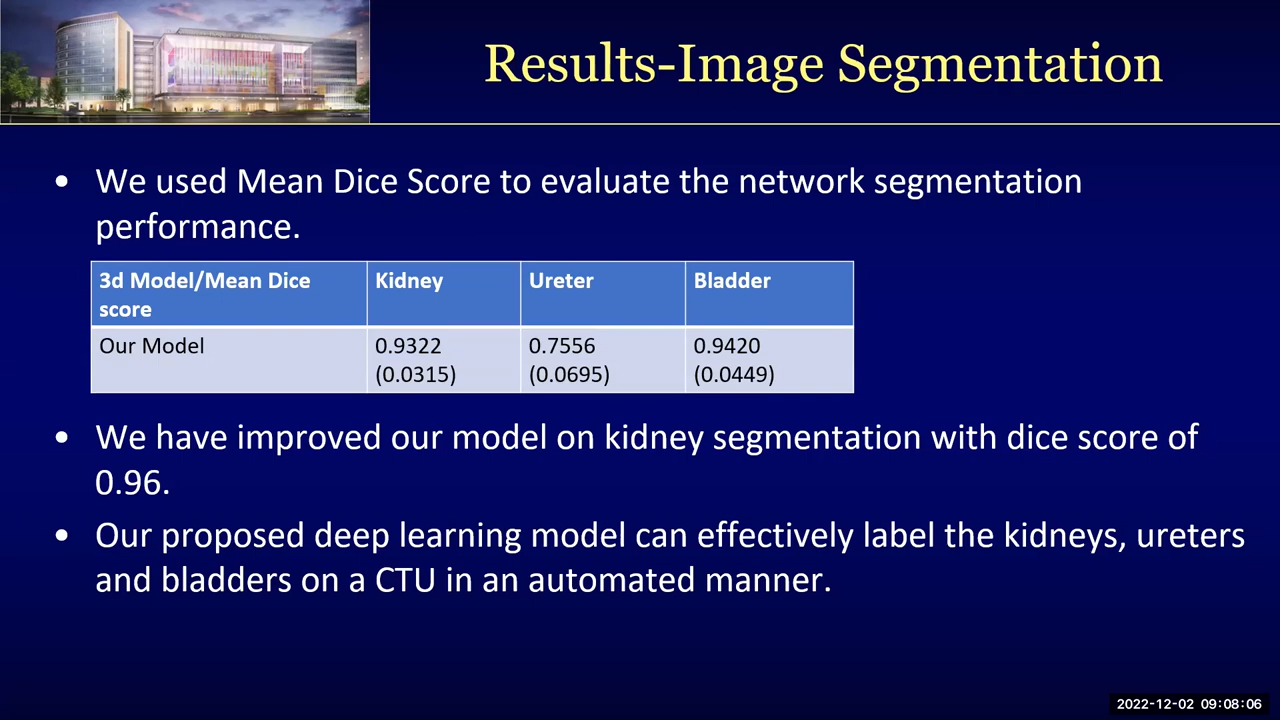 Results-Image Segmentation
• We used Mean Dice Score to evaluate the network segmentation
performance.
3d Model/Mean Dice
score
Kidney
Ureter
Bladder
Our Model
0.9322
(0.0315)
0.7556
(0.0695)
0.9420
(0.0449)
• We have improved our model on kidney segmentation with dice score of
0.96.
• Our proposed deep learning model can effectively label the kidneys, ureters
and bladders on a CTU in an automated manner.
2022-12-02 09:08:06